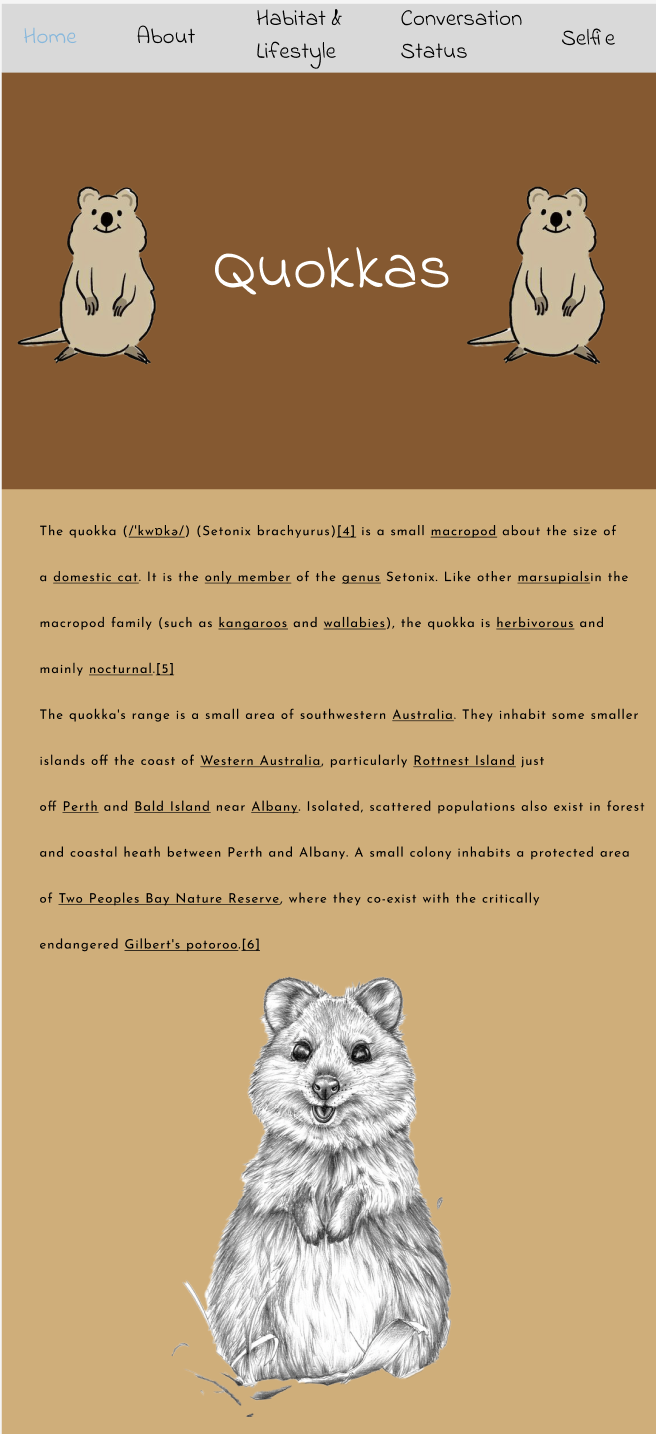 Home
About
Habitat &
Lifestyle
Conversation
Status
Selfie
Quokkas
The quokka (/ˈkwɒkə/) (Setonix brachyurus)[4] is a small macropod about the size of
a domestic cat. It is the only member of the genus Setonix. Like other marsupialsin the
macropod family (such as kangaroos and wallabies), the quokka is herbivorous and
mainly nocturnal.[5]
The quokka's range is a small area of southwestern Australia. They inhabit some smaller
islands off the coast of Western Australia, particularly Rottnest Island just
off Perth and Bald Island near Albany. Isolated, scattered populations also exist in forest
and coastal heath between Perth and Albany. A small colony inhabits a protected area
of Two Peoples Bay Nature Reserve, where they co-exist with the critically
endangered Gilbert's potoroo.[6]